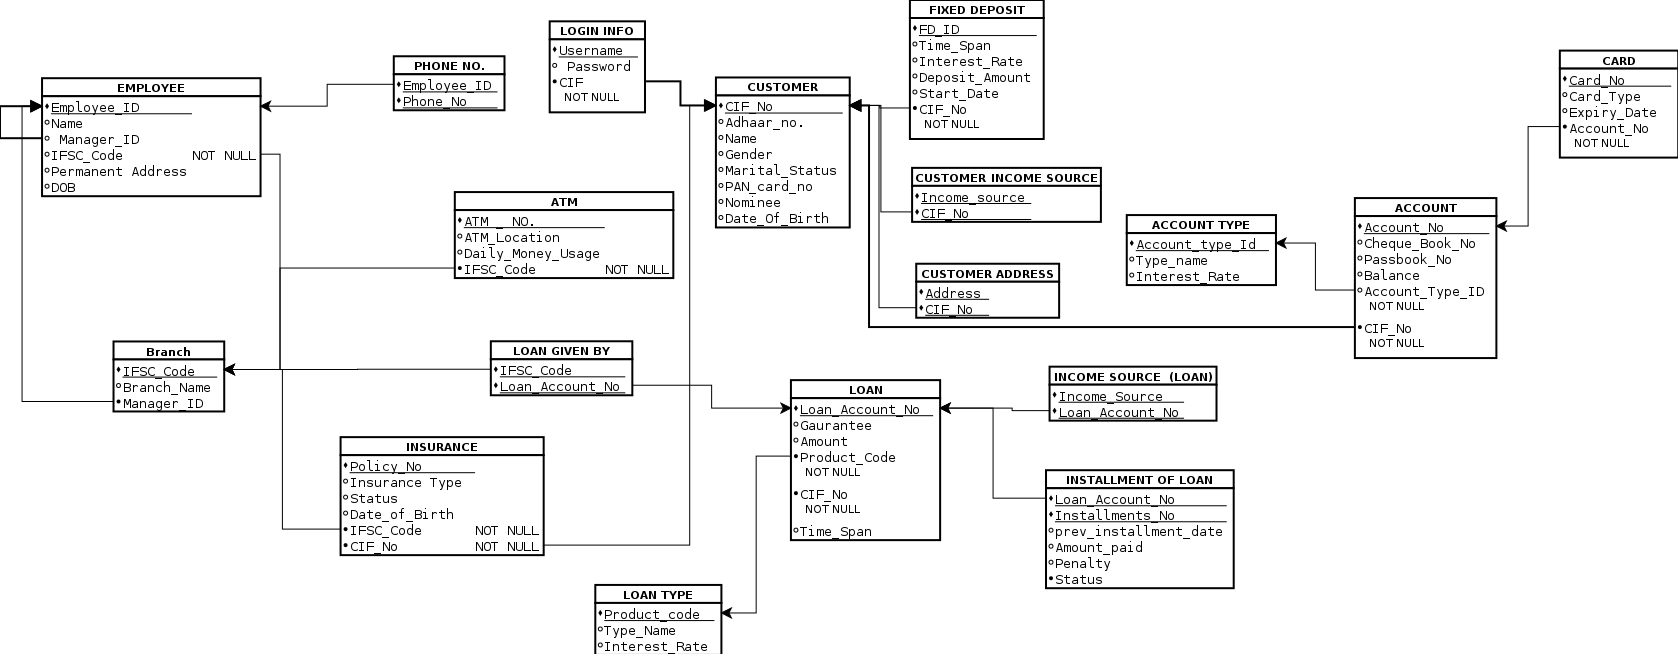 EMPLOYEE
Employee_ID
Name
Manager_ID
IFSC_Code NOT NULL
Permanent Address
DOB
PHONE NO.
Employee_ID
Phone_No
LOGIN INFO
Username
Password
CIF
NOT NULL
CUSTOMER
CIF_No
Adhaar_no.
Name
Gender
Marital_Status
PAN_card_no
Nominee
Date_Of_Birth
FIXED DEPOSIT
FD_ID
Time_Span
Interest_Rate
Deposit_Amount
Start_Date
CIF_No
NOT NULL
CARD
Card_No
Card_Type
Expiry_Date
Account_No
NOT NULL
CUSTOMER INCOME SOURCE
Income_source
CIF_No
ATM
ATM _ NO.
ATM_Location
Daily_Money_Usage
IFSC_Code NOT NULL
ACCOUNT TYPE
Account_type_Id
Type_name
Interest_Rate
ACCOUNT
Account_No
Cheque_Book_No
Passbook_No
Balance
Account_Type_ID
NOT NULL
CIF_No
NOT NULL
CUSTOMER ADDRESS
Address
CIF_No
Branch
IFSC_Code
Branch_Name
Manager_ID
LOAN GIVEN BY
IFSC_Code
Loan_Account_No
LOAN
Loan_Account_No
Gaurantee
Amount
Product_Code
NOT NULL
CIF_No
NOT NULL
Time_Span
INCOME SOURCE (LOAN)
Income_Source
Loan_Account_No
INSURANCE
Policy_No
Insurance Type
Status
Date_of_Birth
IFSC_Code NOT NULL
CIF_No NOT NULL
INSTALLMENT OF LOAN
Loan_Account_No
Installments_No
prev_installment_date
Amount_paid
Penalty
Status
LOAN TYPE
Product_code
Type_Name
Interest_Rate